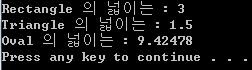 Rectangle 의 넓이는 : 3
Triangle 의 넓이는 : 1.5
Oval 의 넓이는 : 9.42478
Press any key to continue . . .